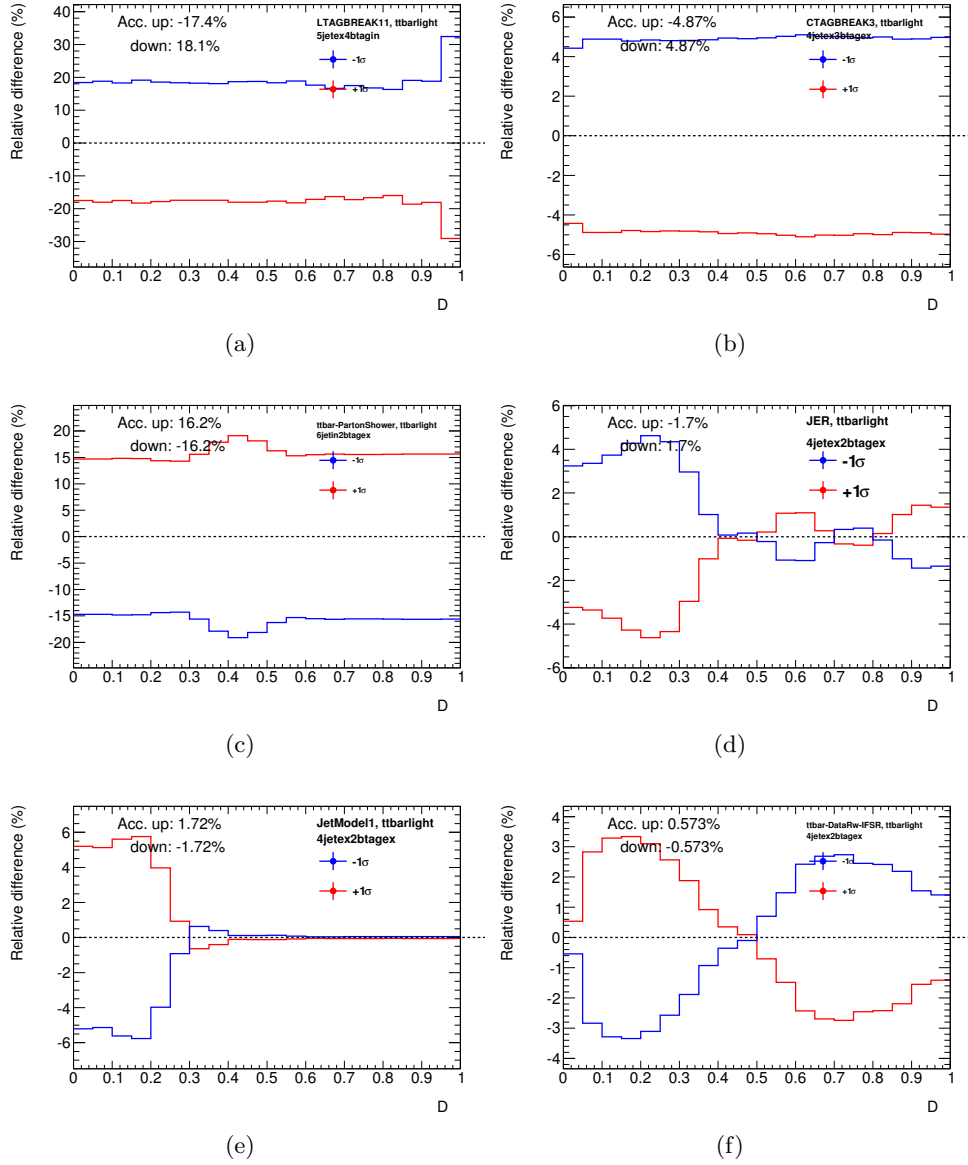 Acc. up: -17.4%
down: 18.1%
LTAGBREAK11, ttbarlight
5jetex4btagin
-1σ
+1σ
Relative difference (%)
40
30
20
10
0
-10
-20
-30
0 0.1 0.2 0.3 0.4 0.5 0.6 0.7 0.8 0.9 1
D
(a)
Acc. up: -4.87%
down: 4.87%
CTAGBREAK3, ttbarlight
4jetex3btagex
-1σ
+1σ
Relative difference (%)
6
4
2
0
-2
-4
-6
0 0.1 0.2 0.3 0.4 0.5 0.6 0.7 0.8 0.9 1
D
(b)
Acc. up: 16.2%
down: -16.2%
ttbar-PartonShower, ttbarlight
6jetin2btagex
-1σ
+1σ
Relative difference (%)
20
15
10
5
0
-5
-10
-15
-20
0 0.1 0.2 0.3 0.4 0.5 0.6 0.7 0.8 0.9 1
D
(c)
Acc. up: -1.7%
down: 1.7%
JER, ttbarlight
4jetex2btagex
-1σ
+1σ
Relative difference (%)
6
4
2
0
-2
-4
-6
0 0.1 0.2 0.3 0.4 0.5 0.6 0.7 0.8 0.9 1
D
(d)
Acc. up: 1.72%
down: -1.72%
JetModel1, ttbarlight
4jetex2btagex
-1σ
+1σ
Relative difference (%)
6
4
2
0
-2
-4
-6
0 0.1 0.2 0.3 0.4 0.5 0.6 0.7 0.8 0.9 1
D
(e)
Acc. up: 0.573%
down: -0.573%
ttbar-DataRw-IFSR, ttbarlight
4jetex2btagex
-1σ
+1σ
Relative difference (%)
4
3
2
1
0
-1
-2
-3
-4
0 0.1 0.2 0.3 0.4 0.5 0.6 0.7 0.8 0.9 1
D
(f)